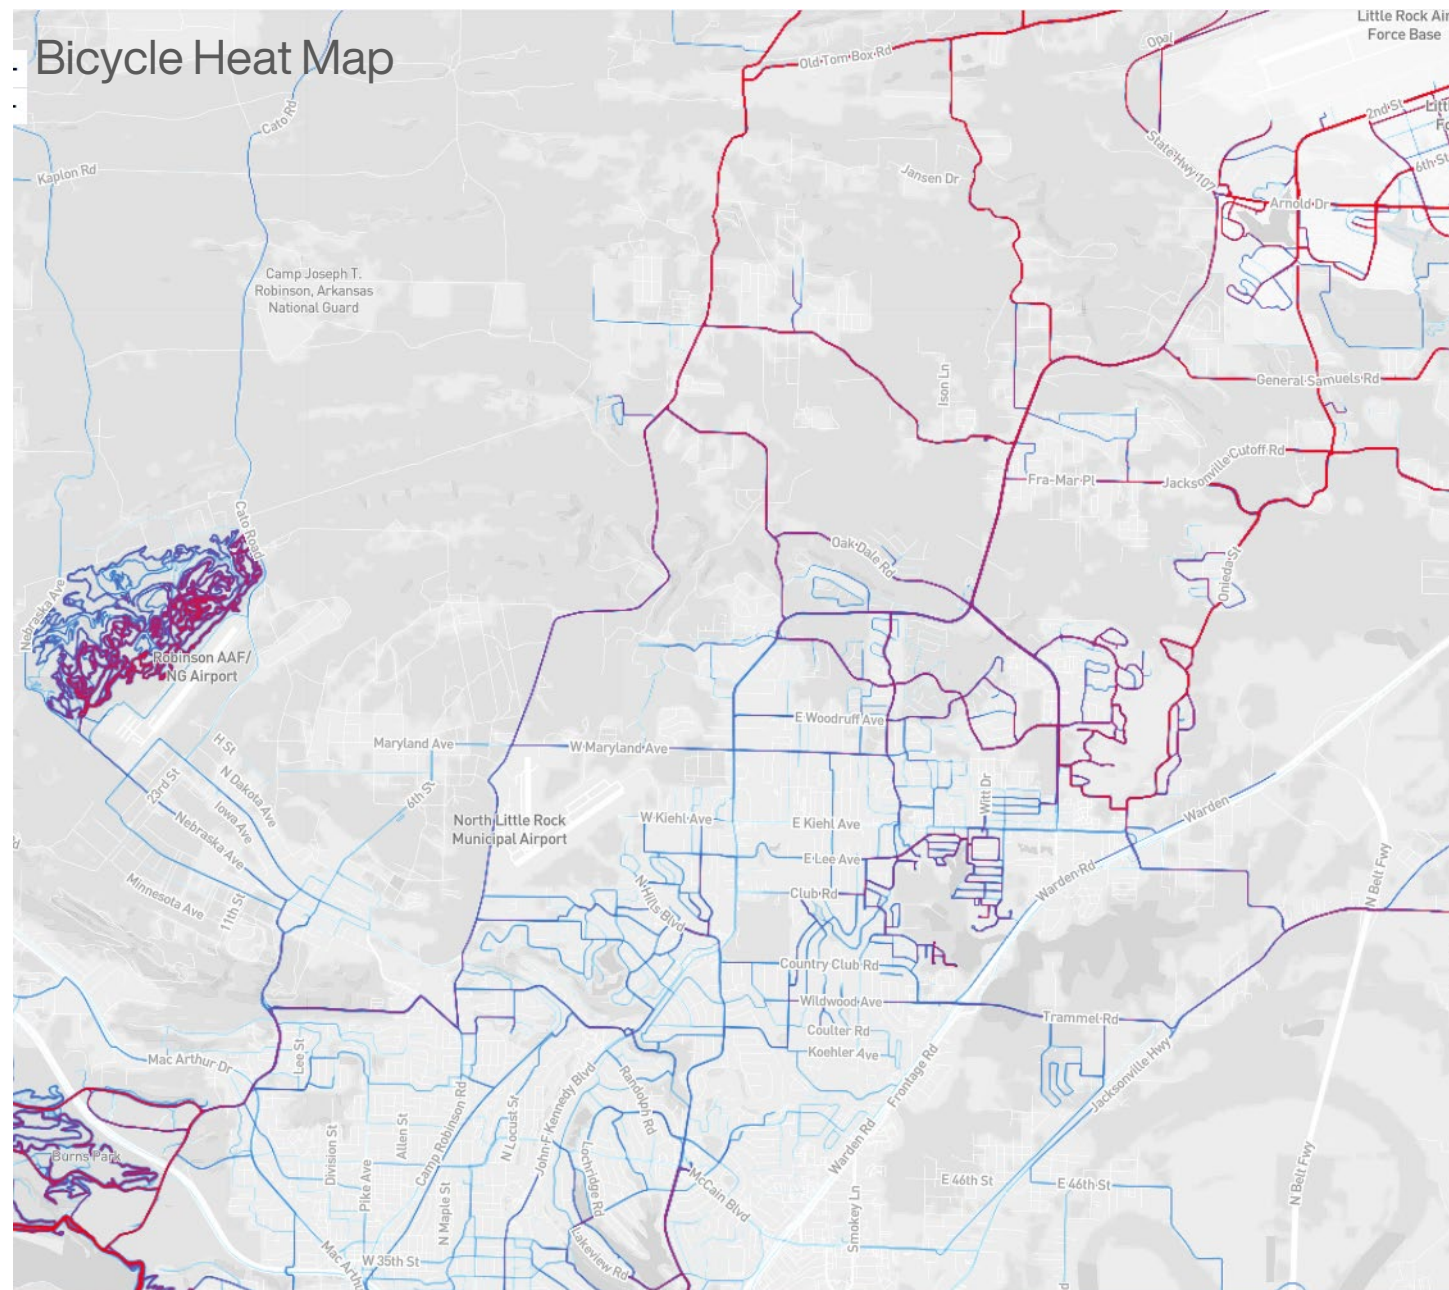 Bicycle Heat Map
Little Rock Air
Force Base
Opal
Old Tom Box Rd
2nd St
Cato Rd
State Hwy 107
6th St
Kaplon Rd
Jansen Dr
Arnold Dr
Camp Joseph T.
Robinson, Arkansas
National Guard
Ison Ln
General Samuels Rd
Jacksonville Cutoff Rd
Fra-Mar Pl
Cato Road
Oak Dale Rd
Onieda St
Nebraska Ave
Robinson AAF/
NG Airport
E Woodruff Ave
H St
Maryland Ave
W Maryland Ave
N Dakota Ave
23rd St
6th St
Witt Dr
Iowa Ave
Warden
North Little Rock
Municipal Airport
W Kiehl Ave
E Kiehl Ave
Nebraska Ave
E Lee Ave
Warden Rd
N Belt Fwy
Minnesota Ave
11th St
N Hills Blvd
Club Rd
Country Club Rd
Wildwood Ave
Trammel Rd
Coulter Rd
Koehler Ave
Lee St
Mac Arthur Dr
Frontage Rd
Jacksonville Hwy
Randolph Rd
John F Kennedy Blvd
Camp Robinson Rd
N Locust St
Allen St
Division St
Burns Park
Lochridge Rd
Warden Rd
McCain Blvd
Pike Ave
N Maple St
E 46th St
E 46th St
N Belt Fwy
Smokey Ln
Lakeview Rd
W 35th St
Mac Arthu